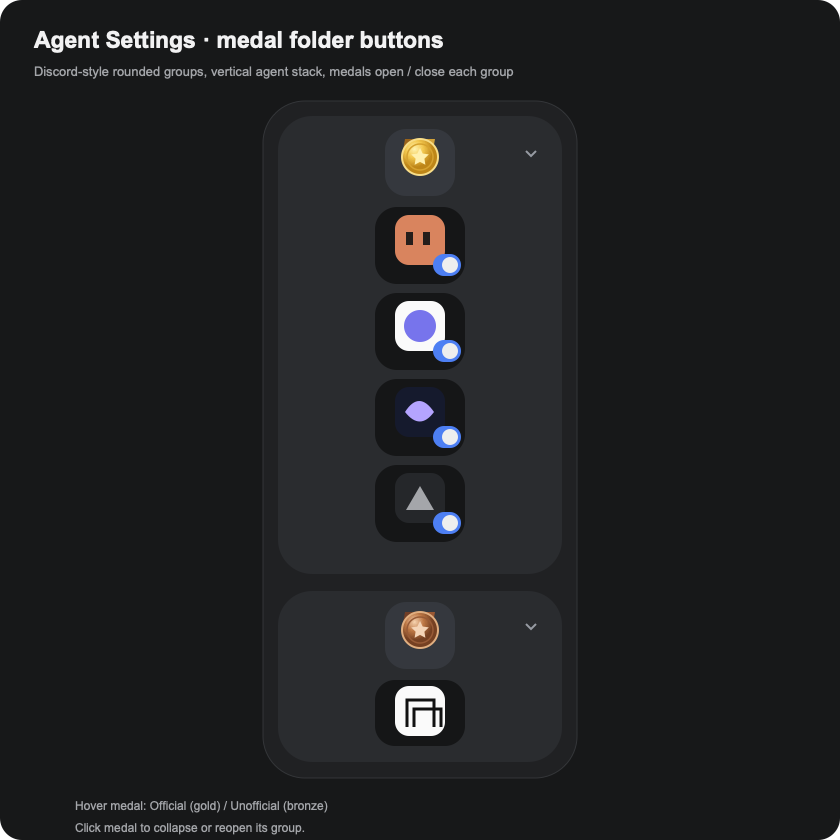 Agent Settings · medal folder buttons
Discord-style rounded groups, vertical agent stack, medals open / close each group
Hover medal: Official (gold) / Unofficial (bronze)
Click medal to collapse or reopen its group.